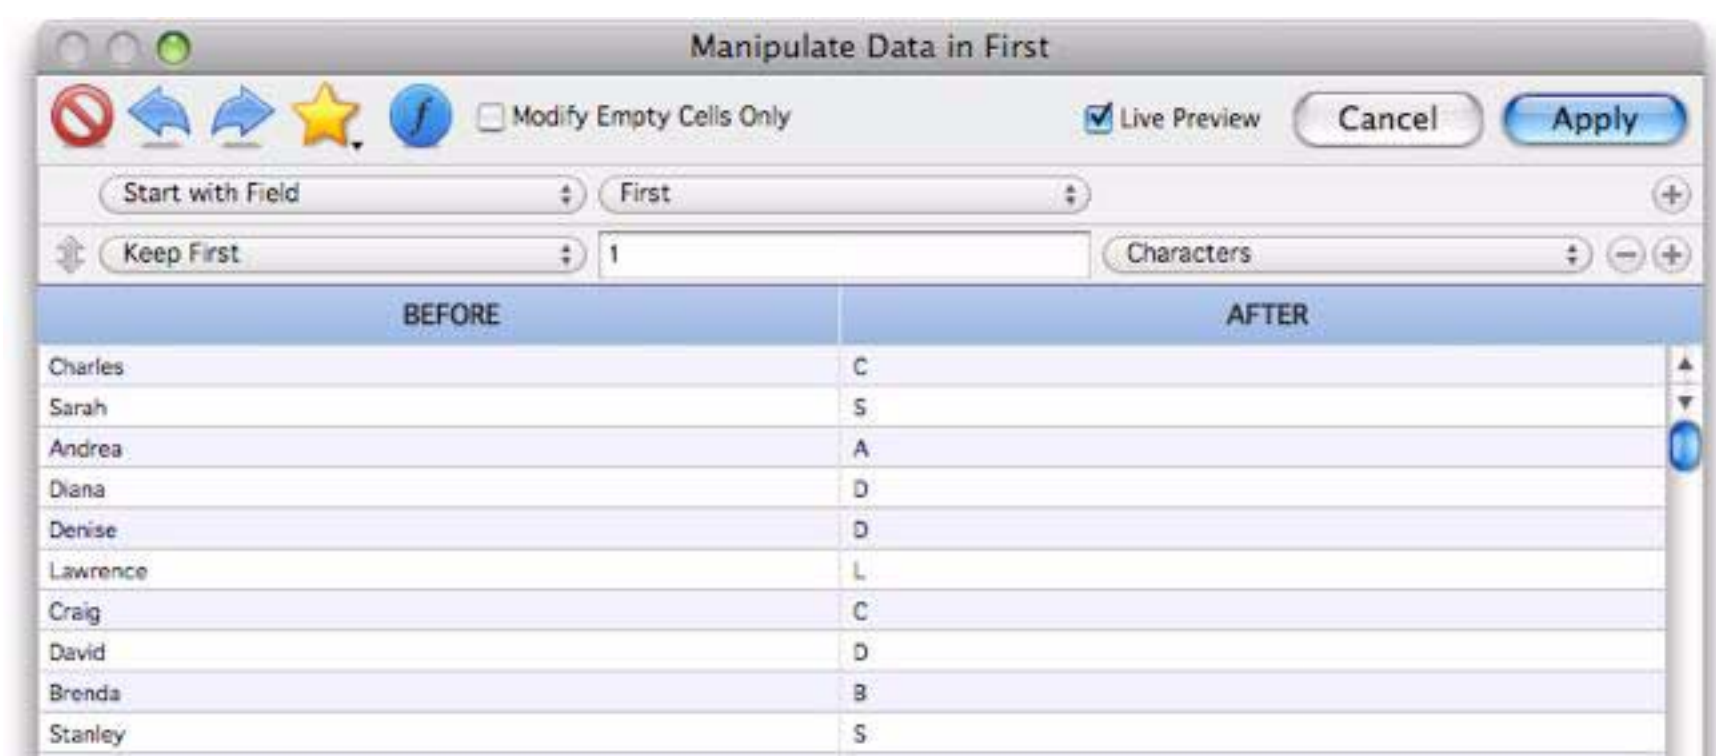 Manipulate Data in First
f Modify Empty Cells Only Live Preview Cancel Apply
Start with Field First
Keep First 1 Characters
BEFORE AFTER
Charles C
Sarah S
Andrea A
Diana D
Denise D
Lawrence L
Craig C
David D
Brenda B
Stanley S